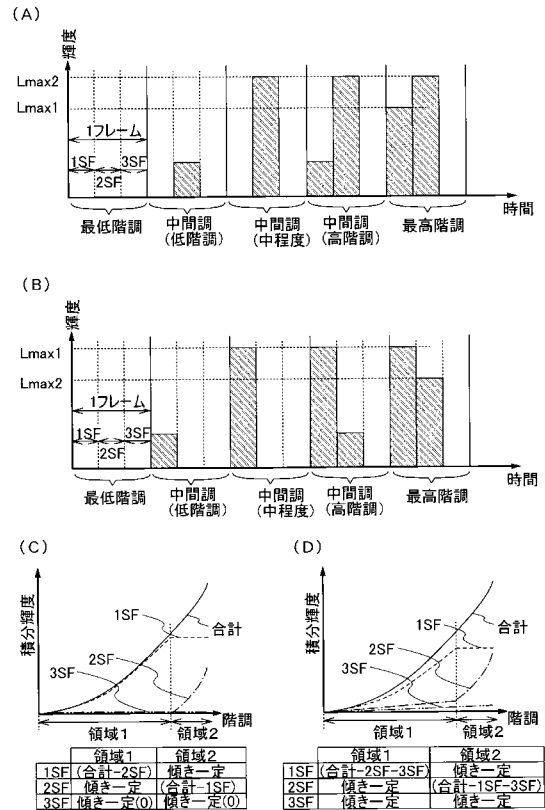 (A)
輝度
Lmax2
Lmax1
1フレーム
1SF 3SF
2SF
時間
最低階調 中間調 中間調 中間調 最高階調
(低階調) (中程度) (高階調)
(B)
輝度
Lmax1
Lmax2
1フレーム
1SF 3SF
2SF
時間
最低階調 中間調 中間調 中間調 最高階調
(低階調) (中程度) (高階調)
(C)
積分輝度
1SF
合計
2SF
3SF
階調
領域1 領域2
領域1 領域2
1SF (合計-2SF) 傾き一定
2SF 傾き一定 (合計-1SF)
3SF 傾き一定(0) 傾き一定(0)
(D)
積分輝度
1SF
合計
2SF
3SF
階調
領域1 領域2
領域1 領域2
1SF (合計-2SF-3SF) 傾き一定
2SF 傾き一定 (合計-1SF-3SF)
3SF 傾き一定 傾き一定